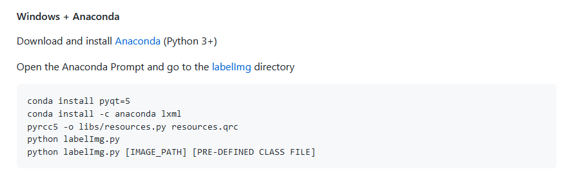 Windows + Anaconda
Download and install Anaconda (Python 3+)
Open the Anaconda Prompt and go to the labelImg directory
conda install pyqt=5
conda install -c anaconda lxml
pyrcc5 -o libs/resources.py resources.qrc
python labelImg.py
python labelImg.py [IMAGE_PATH] [PRE-DEFINED CLASS FILE]